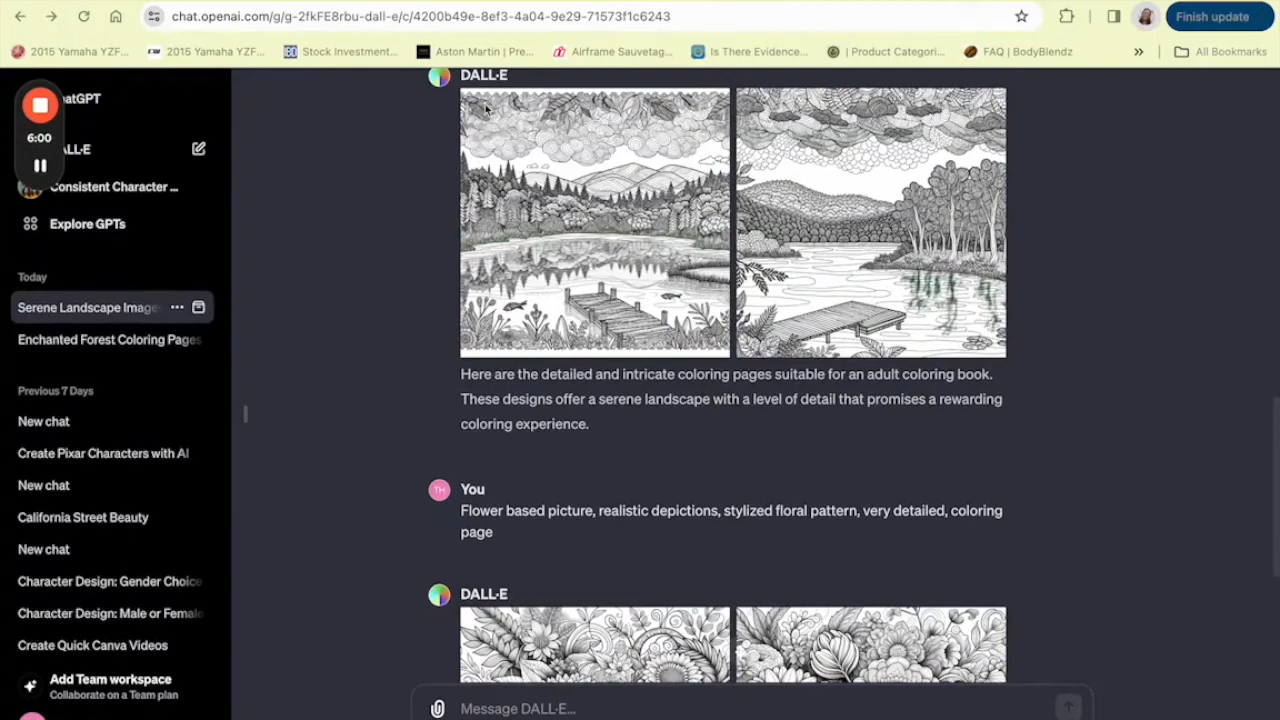 chat.openai.com/g/g-2fkFE8rbu-dall-e/c/4200b49e-8ef3-4a04-9e29-71573f1c6243
Finish update
2015 Yamaha YZF...
2015 Yamaha YZF...
Stock Investment...
Aston Martin | Pre...
Airframe Sauvetag...
Is There Evidence...
| Product Categori...
FAQ | BodyBlendz
»
All Bookmarks
atGPT
6:00
LL·E
Consistent Character ...
Explore GPTs
Today
Serene Landscape Image
Enchanted Forest Coloring Pages
Previous 7 Days
New chat
Create Pixar Characters with AI
New chat
California Street Beauty
New chat
Character Design: Gender Choice
Character Design: Male or Female
Create Quick Canva Videos
Add Team workspace
Collaborate on a Team plan
DALL·E
Here are the detailed and intricate coloring pages suitable for an adult coloring book.
These designs offer a serene landscape with a level of detail that promises a rewarding
coloring experience.
TH
You
Flower based picture, realistic depictions, stylized floral pattern, very detailed, coloring
page
DALL·E
Message DALL·E...